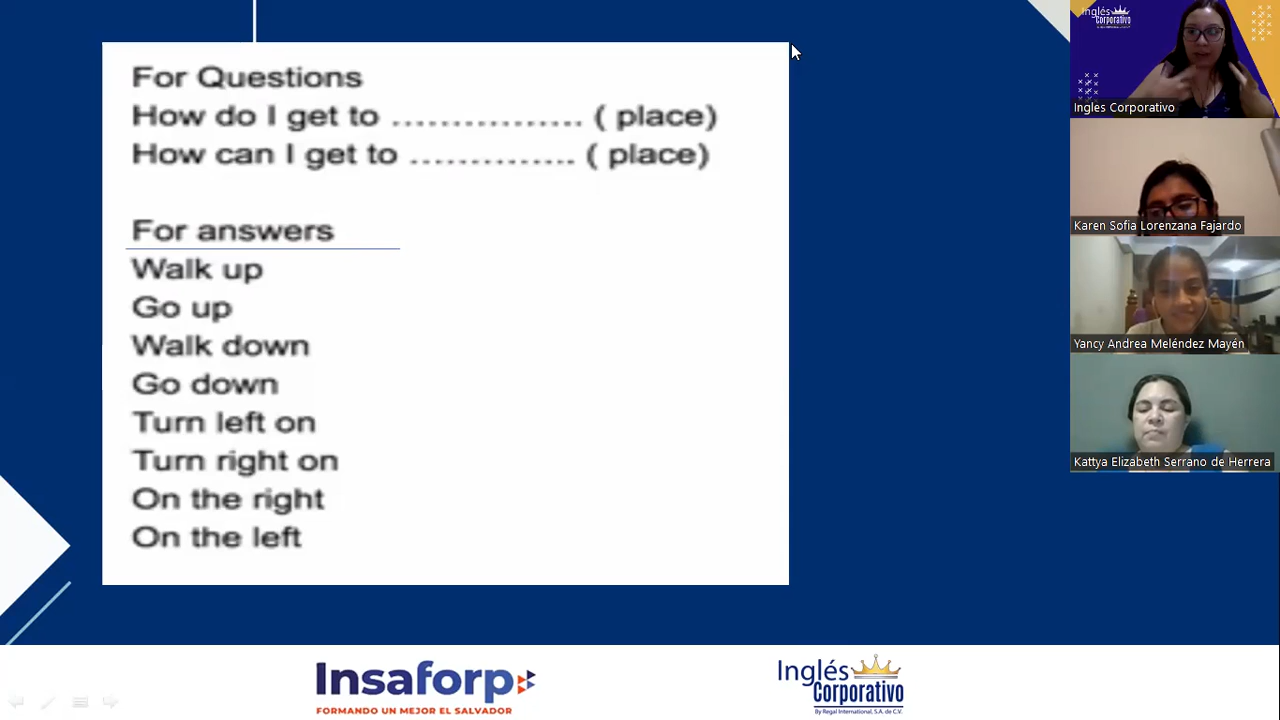 For Questions
How do I get to ................ ( place)
How can I get to .............. ( place)
For answers
Walk up
Go up
Walk down
Go down
Turn left on
Turn right on
On the right
On the left
Inglés
Corporativo
Ingles Corporativo
Karen Sofia Lorenzana Fajardo
Yancy Andrea Meléndez Mayén
Kattya Elizabeth Serrano de Herrera
Insaforp
FORMANDO UN MEJOR EL SALVADOR
Inglés
Corporativo
By Regal International, S.A. de C.V.